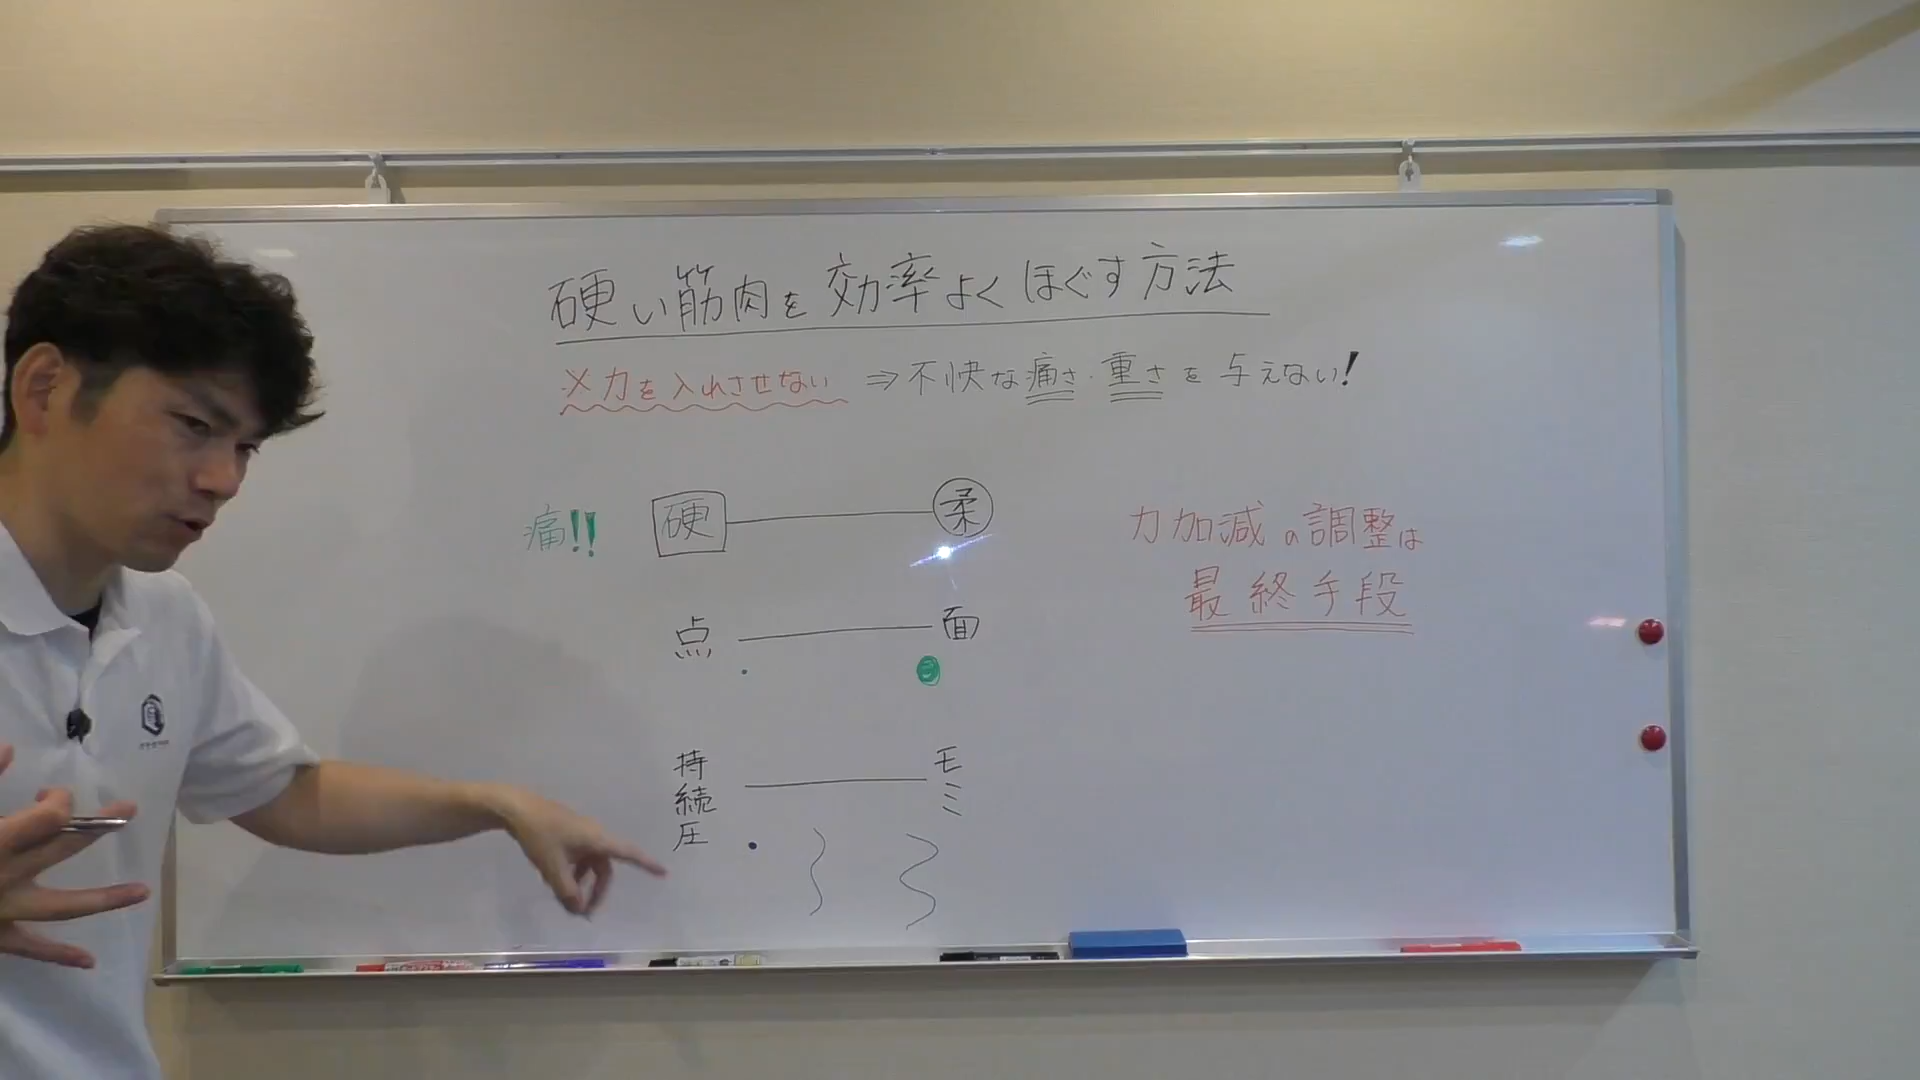 硬い筋肉を効率よくほぐす方法
※力を入れさせない ⇒ 不快な痛さ・重さを与えない!
痛!! 硬 柔
力加減の調整は
最終手段
点 面
持続圧 モミ